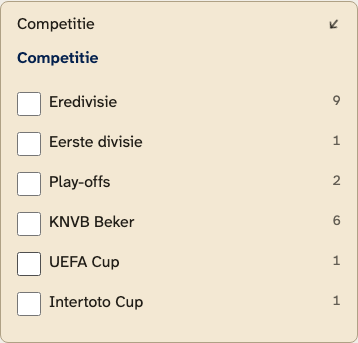 Competitie
Competitie
Eredivisie 9
Eerste divisie 1
Play-offs 2
KNVB Beker 6
UEFA Cup 1
Intertoto Cup 1